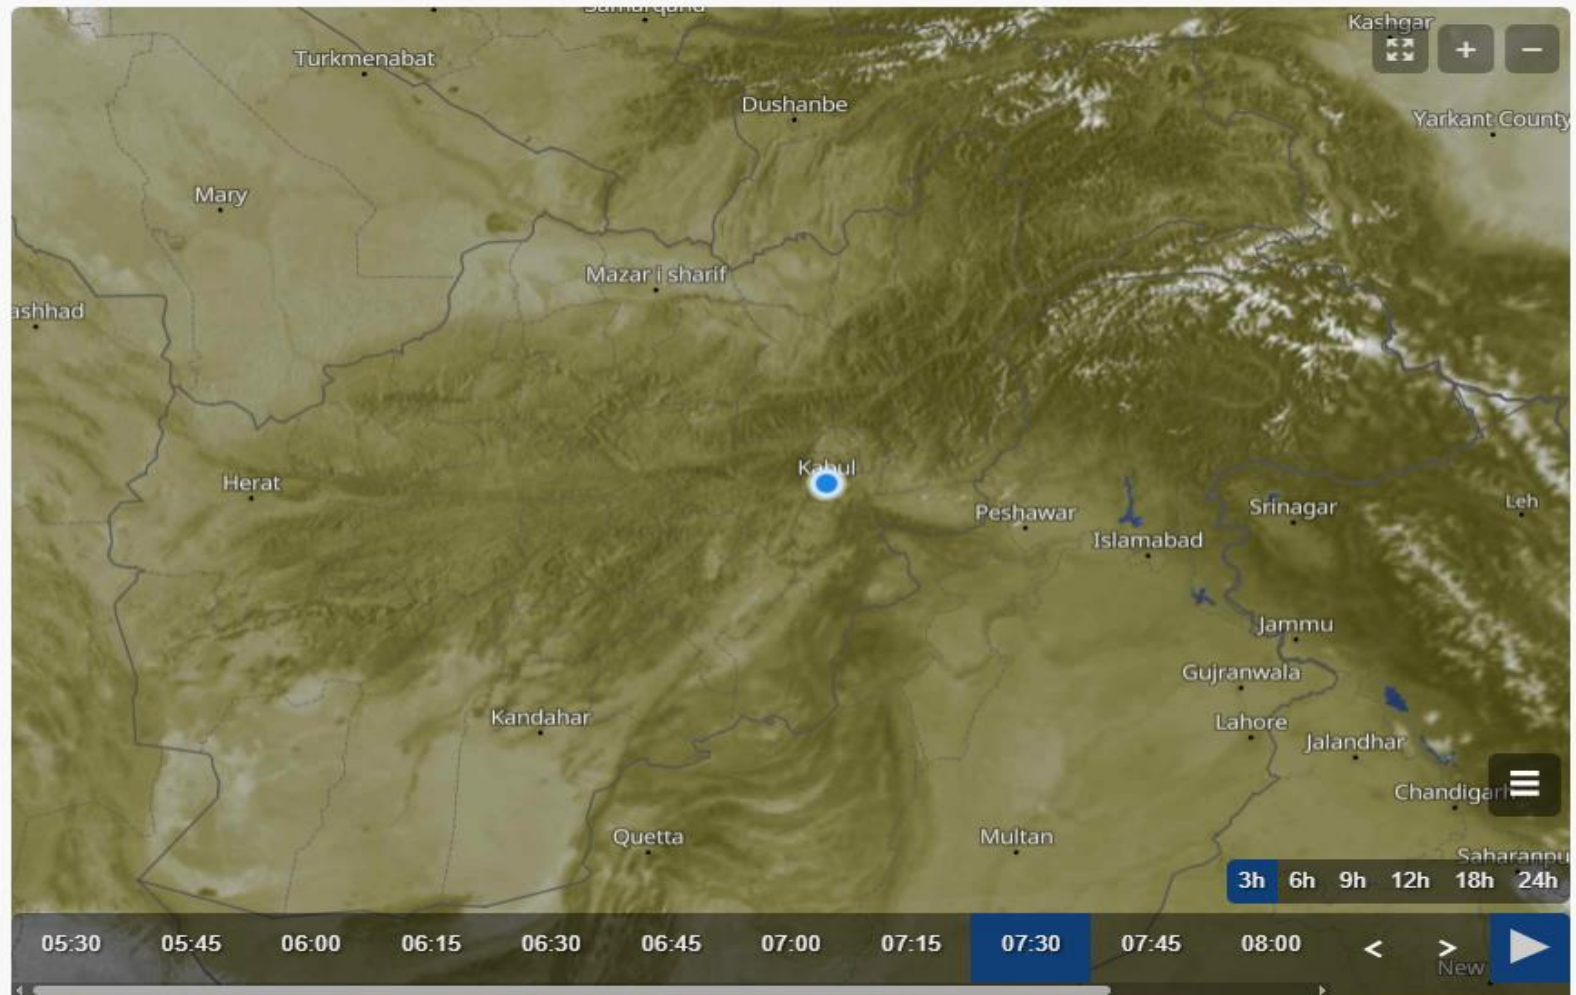 Samarqand
Kashgar
Turkmenabat
Dushanbe
Yarkant County
Mary
Mazar i sharif
ashhad
Kabul
Herat
Peshawar
Srinagar
Leh
Islamabad
Jammu
Gujranwala
Kandahar
Lahore
Jalandhar
Chandigarh
Quetta
Multan
Saharanpu
3h 6h 9h 12h 18h 24h
05:30 05:45 06:00 06:15 06:30 06:45 07:00 07:15 07:30 07:45 08:00 < >
New